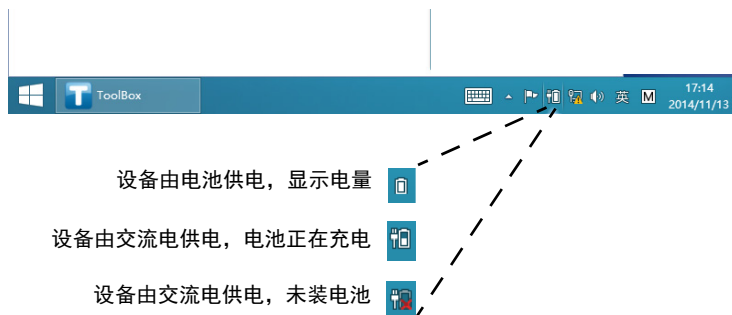 ToolBox
英 M 17:14
2014/11/13
设备由电池供电，显示电量
设备由交流电供电，电池正在充电
设备由交流电供电，未装电池